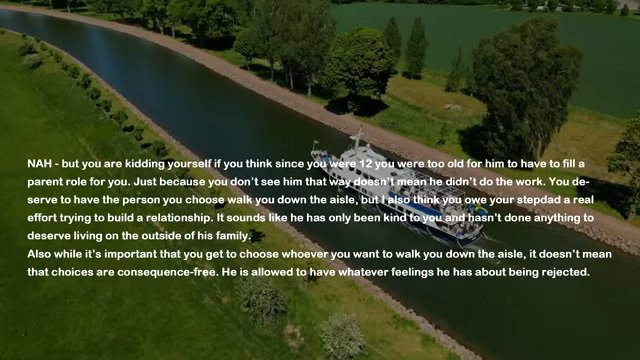 NAH - but you are kidding yourself if you think since you were 12 you were too old for him to have to fill a
parent role for you. Just because you don't see him that way doesn't mean he didn't do the work. You de-
serve to have the person you choose walk you down the aisle, but I also think you owe your stepdad a real
effort trying to build a relationship. It sounds like he has only been kind to you and hasn't done anything to
deserve living on the outside of his family.
Also while it's important that you get to choose whoever you want to walk you down the aisle, it doesn't mean
that choices are consequence-free. He is allowed to have whatever feelings he has about being rejected.